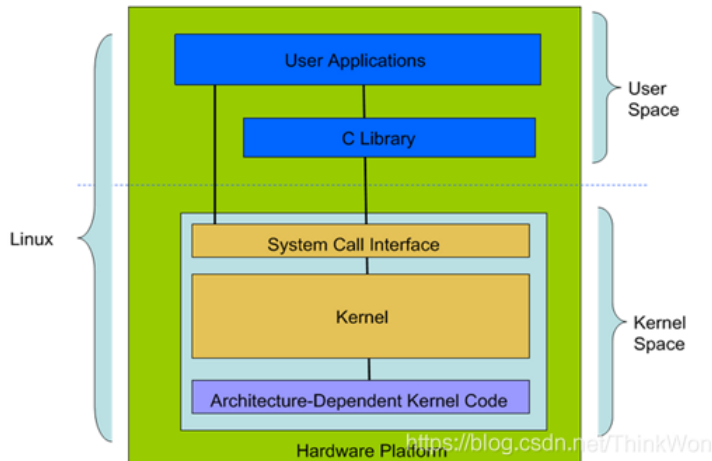 User Applications
User
Space
C Library
Linux
System Call Interface
Kernel
Kernel
Space
Architecture-Dependent Kernel Code
Hardware Platform
https://blog.csdn.net/ThinkWon